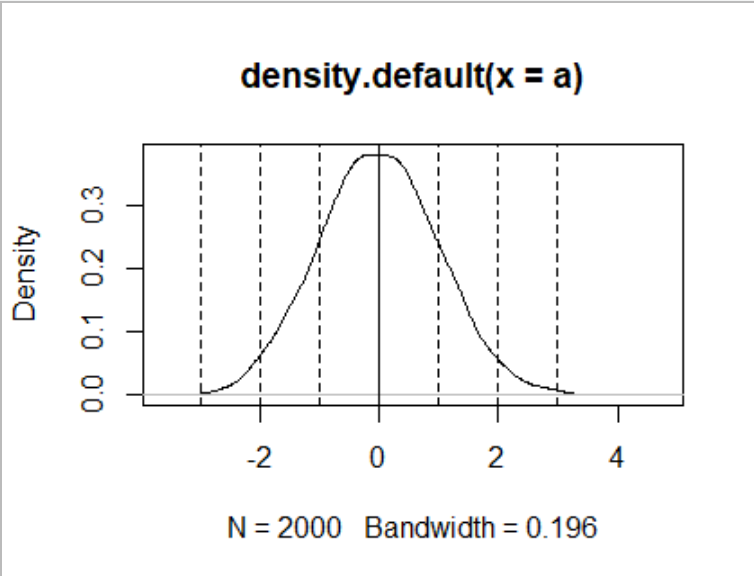 density.default(x = a)
Density
0.0 0.1 0.2 0.3
-2 0 2 4
N = 2000 Bandwidth = 0.196